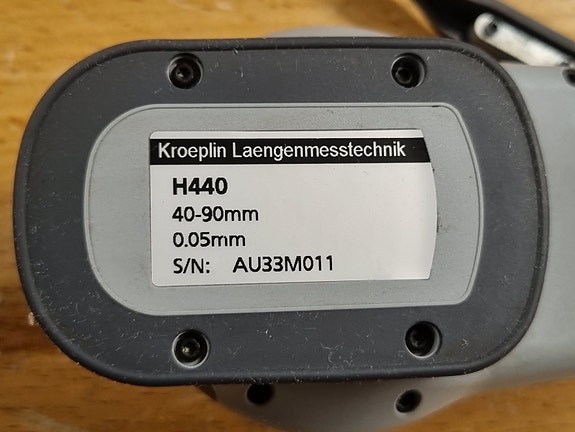 Kroeplin Laengenmesstechnik
H440
40-90mm
0.05mm
S/N: AU33M011